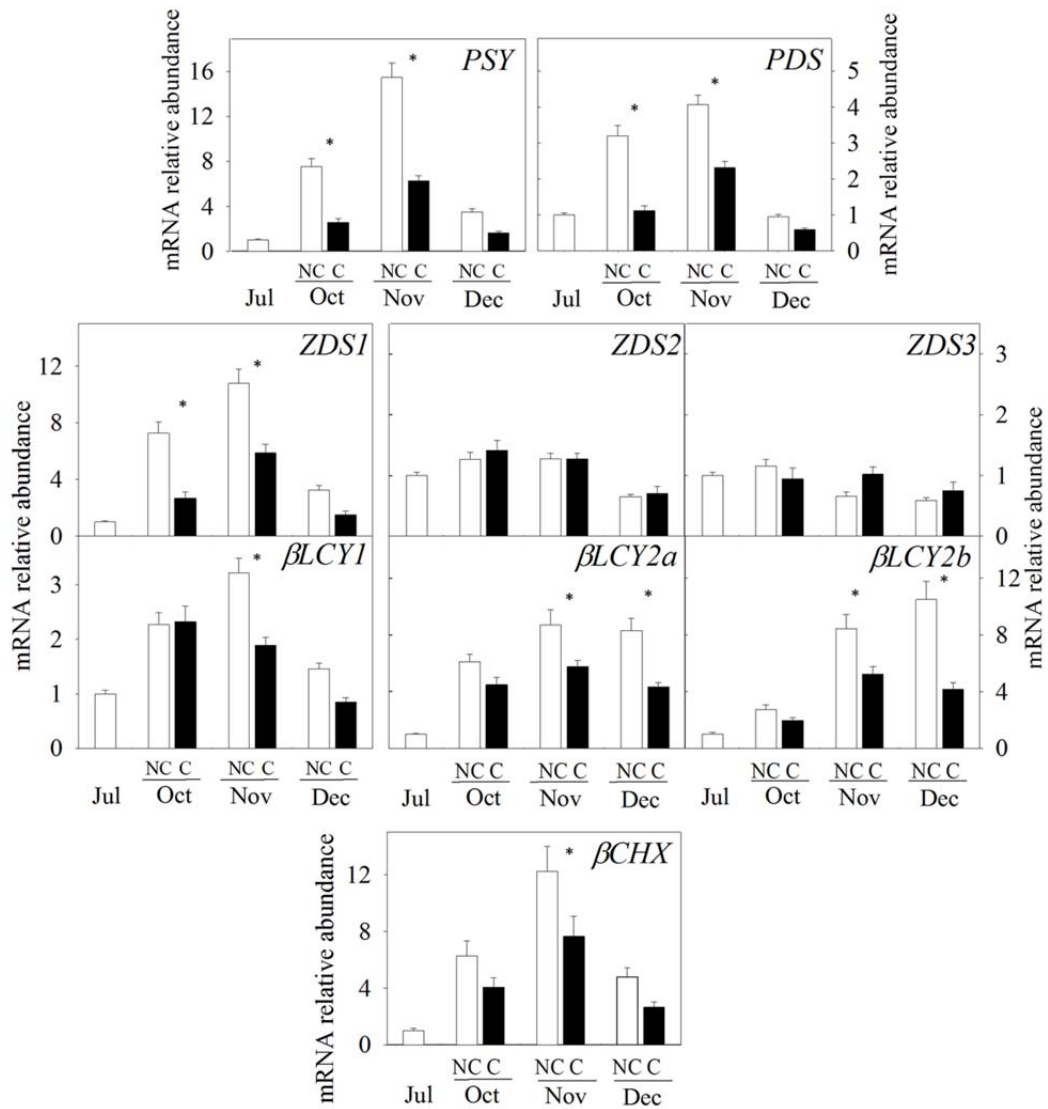 mRNA relative abundance
16
12
8
4
0
PSY
*
*
NC C
NC C
NC C
Jul
Oct
Nov
Dec
PDS
*
*
5
4
3
2
1
0
mRNA relative abundance
NC C
NC C
NC C
Jul
Oct
Nov
Dec
mRNA relative abundance
12
8
4
0
ZDS1
*
*
ZDS2
ZDS3
3
2
1
0
mRNA relative abundance
3
2
1
0
βLCY1
*
βLCY2a
*
*
βLCY2b
*
*
12
8
4
0
NC C
NC C
NC C
Jul
Oct
Nov
Dec
NC C
NC C
NC C
Jul
Oct
Nov
Dec
NC C
NC C
NC C
Jul
Oct
Nov
Dec
mRNA relative abundance
12
8
4
0
βCHX
*
NC C
NC C
NC C
Jul
Oct
Nov
Dec